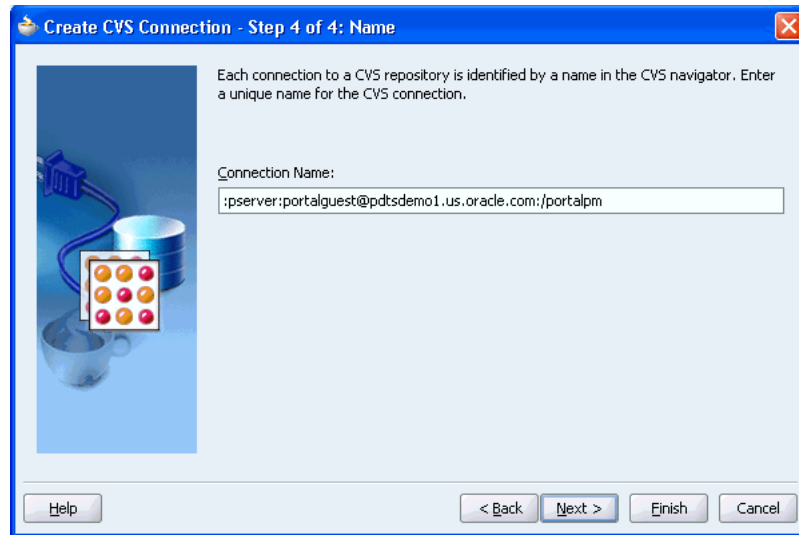 Create CVS Connection - Step 4 of 4: Name
Each connection to a CVS repository is identified by a name in the CVS navigator. Enter
a unique name for the CVS connection.
Connection Name:
:pserver:portalguest@pdtsdemo1.us.oracle.com:/portalpm
Help
< Back
Next >
Finish
Cancel